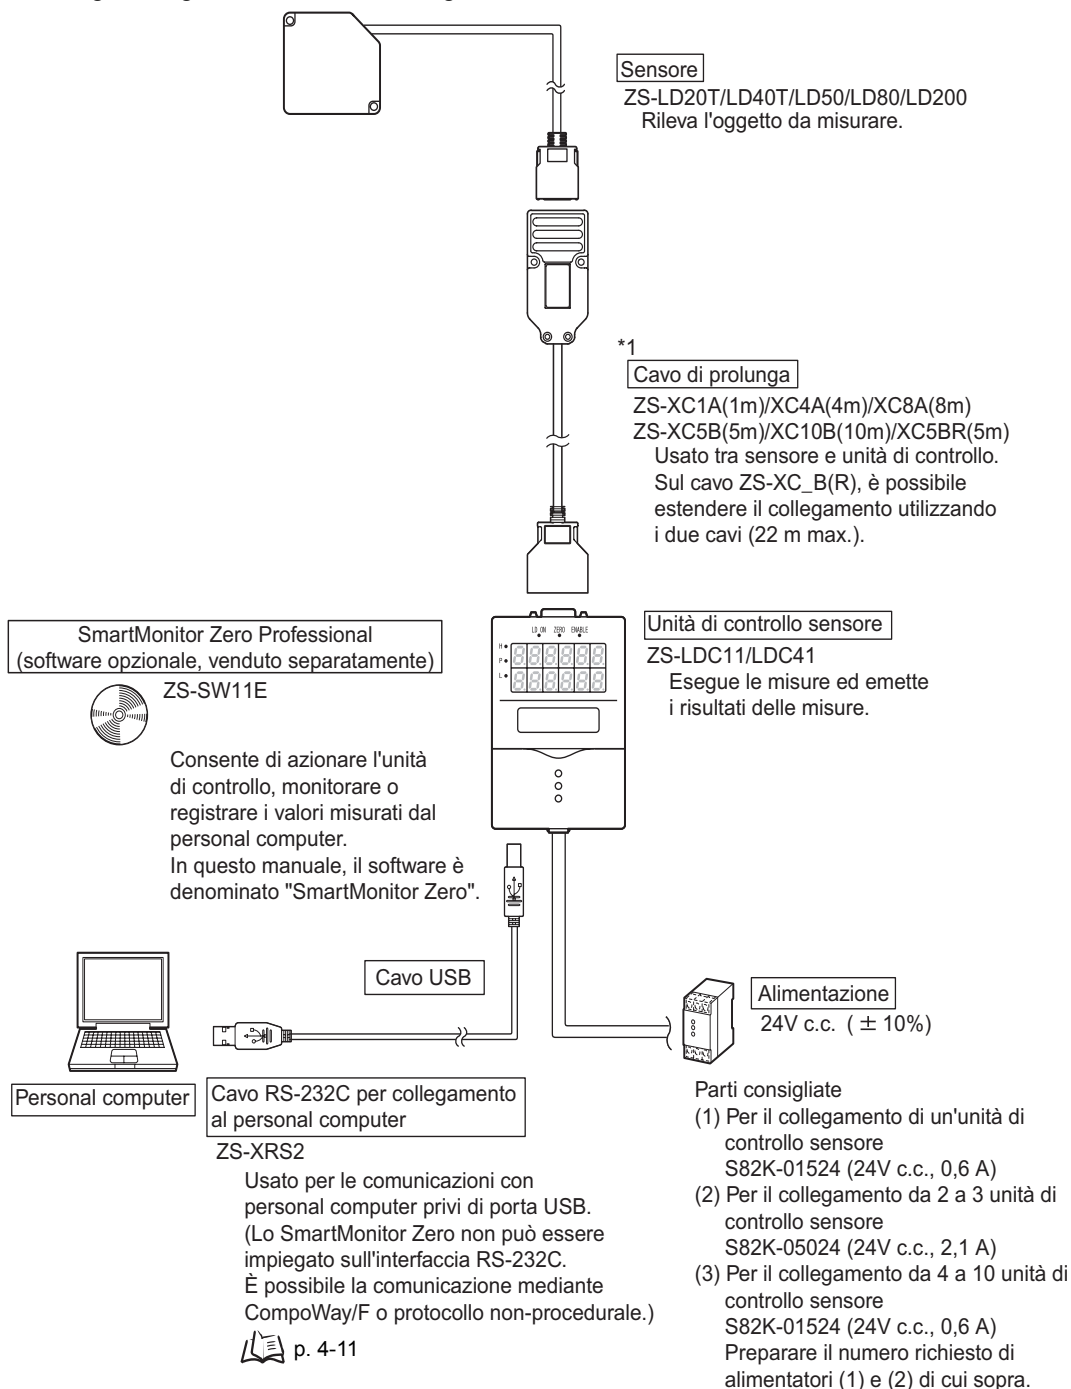 Sensore
ZS-LD20T/LD40T/LD50/LD80/LD200
Rileva l'oggetto da misurare.
*1
Cavo di prolunga
ZS-XC1A(1m)/XC4A(4m)/XC8A(8m)
ZS-XC5B(5m)/XC10B(10m)/XC5BR(5m)
Usato tra sensore e unità di controllo.
Sul cavo ZS-XC_B(R), è possibile
estendere il collegamento utilizzando
i due cavi (22 m max.).
LD ON ZERO ENABLE
H
P
L
Unità di controllo sensore
ZS-LDC11/LDC41
Esegue le misure ed emette
i risultati delle misure.
SmartMonitor Zero Professional
(software opzionale, venduto separatamente)
ZS-SW11E
Consente di azionare l'unità
di controllo, monitorare o
registrare i valori misurati dal
personal computer.
In questo manuale, il software è
denominato "SmartMonitor Zero".
Cavo USB
Personal computer
Cavo RS-232C per collegamento
al personal computer
ZS-XRS2
Usato per le comunicazioni con
personal computer privi di porta USB.
(Lo SmartMonitor Zero non può essere
impiegato sull'interfaccia RS-232C.
È possibile la comunicazione mediante
CompoWay/F o protocollo non-procedurale.)
p. 4-11
Alimentazione
24V c.c. ( ± 10%)
Parti consigliate
(1) Per il collegamento di un'unità di
controllo sensore
S82K-01524 (24V c.c., 0,6 A)
(2) Per il collegamento da 2 a 3 unità di
controllo sensore
S82K-05024 (24V c.c., 2,1 A)
(3) Per il collegamento da 4 a 10 unità di
controllo sensore
S82K-01524 (24V c.c., 0,6 A)
Preparare il numero richiesto di
alimentatori (1) e (2) di cui sopra.